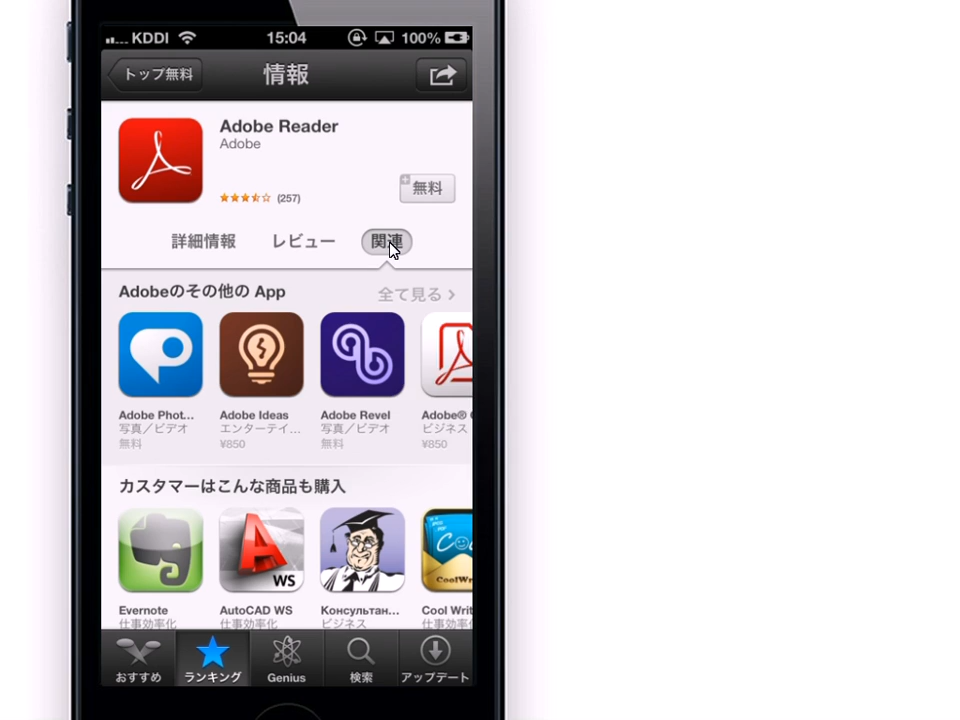 KDDI 15:04 100%
トップ無料 情報
Adobe Reader
Adobe
(257) 無料
詳細情報 レビュー 関連
Adobeのその他の App 全て見る
Adobe Phot... Adobe Ideas Adobe Revel Adobe®
写真／ビデオ エンターテイ... 写真／ビデオ ビジネス
無料 ¥850 無料 ¥850
カスタマーはこんな商品も購入
WS
CoolWr
Evernote AutoCAD WS Консультан... Cool Writ
仕事効率化 仕事効率化 ビジネス 仕事効率
おすすめ ランキング Genius 検索 アップデート